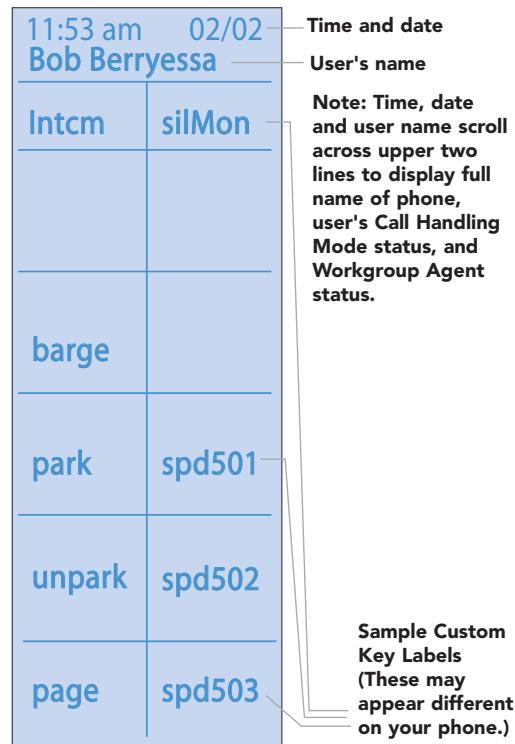 11:53 am 02/02
Time and date
Bob Berryessa
User's name
Intcm silMon
Note: Time, date
and user name scroll
across upper two
lines to display full
name of phone,
user's Call Handling
Mode status, and
Workgroup Agent
status.
barge
park spd501
unpark spd502
page spd503
Sample Custom
Key Labels
(These may
appear different
on your phone.)